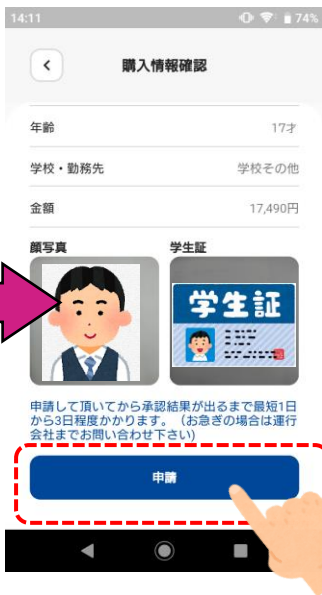 14:11 74%
購入情報確認
年齢 17才
学校・勤務先 学校その他
金額 17,490円
顔写真 学生証
学生証
申請して頂いてから承認結果が出るまで最短1日
から3日程度かかります。（お急ぎの場合は運行
会社までお問い合わせ下さい)
申請